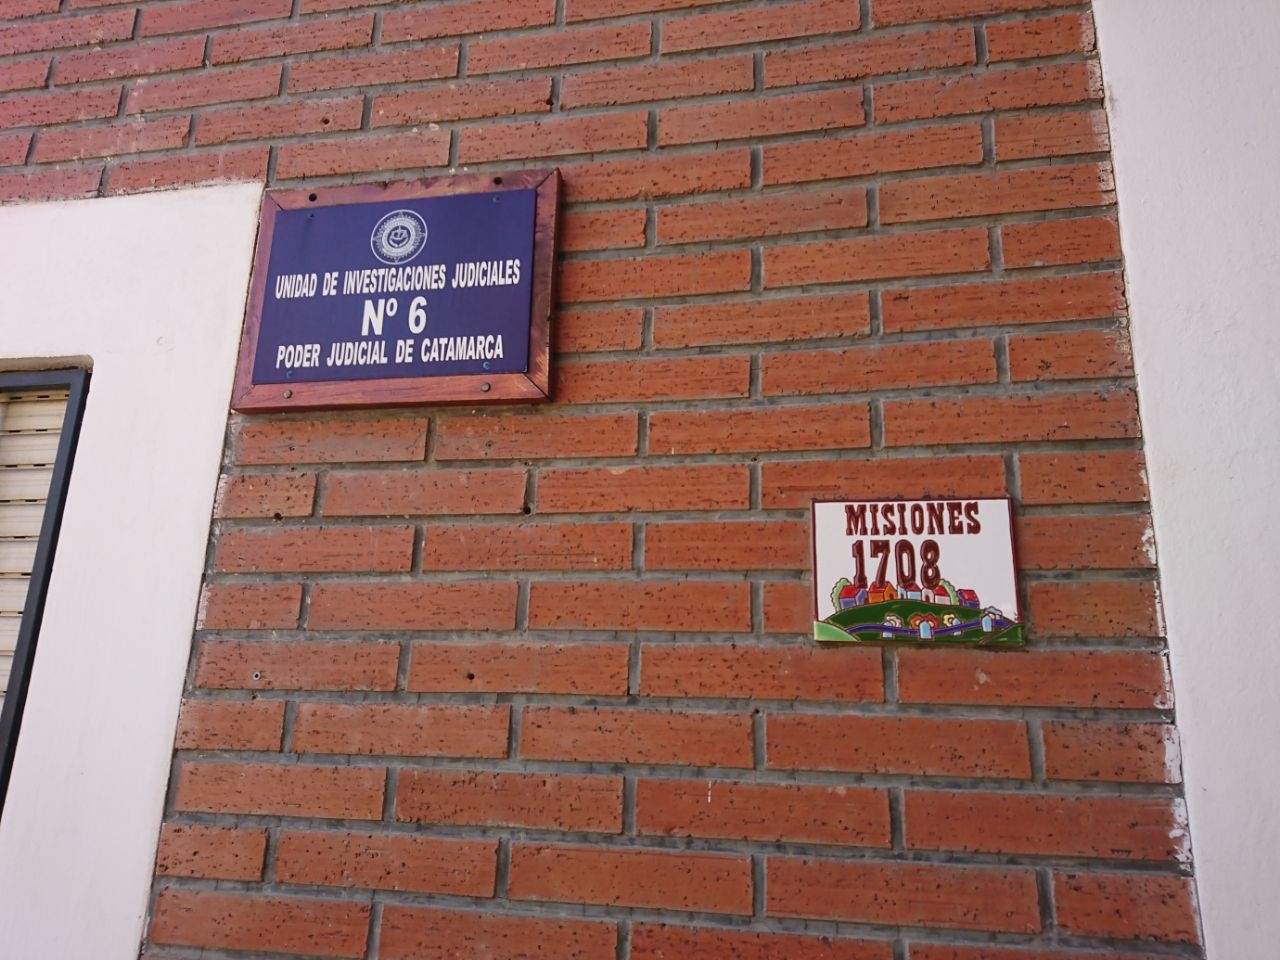 UNIDAD DE INVESTIGACIONES JUDICIALES
Nº 6
PODER JUDICIAL DE CATAMARCA
MISIONES
1708